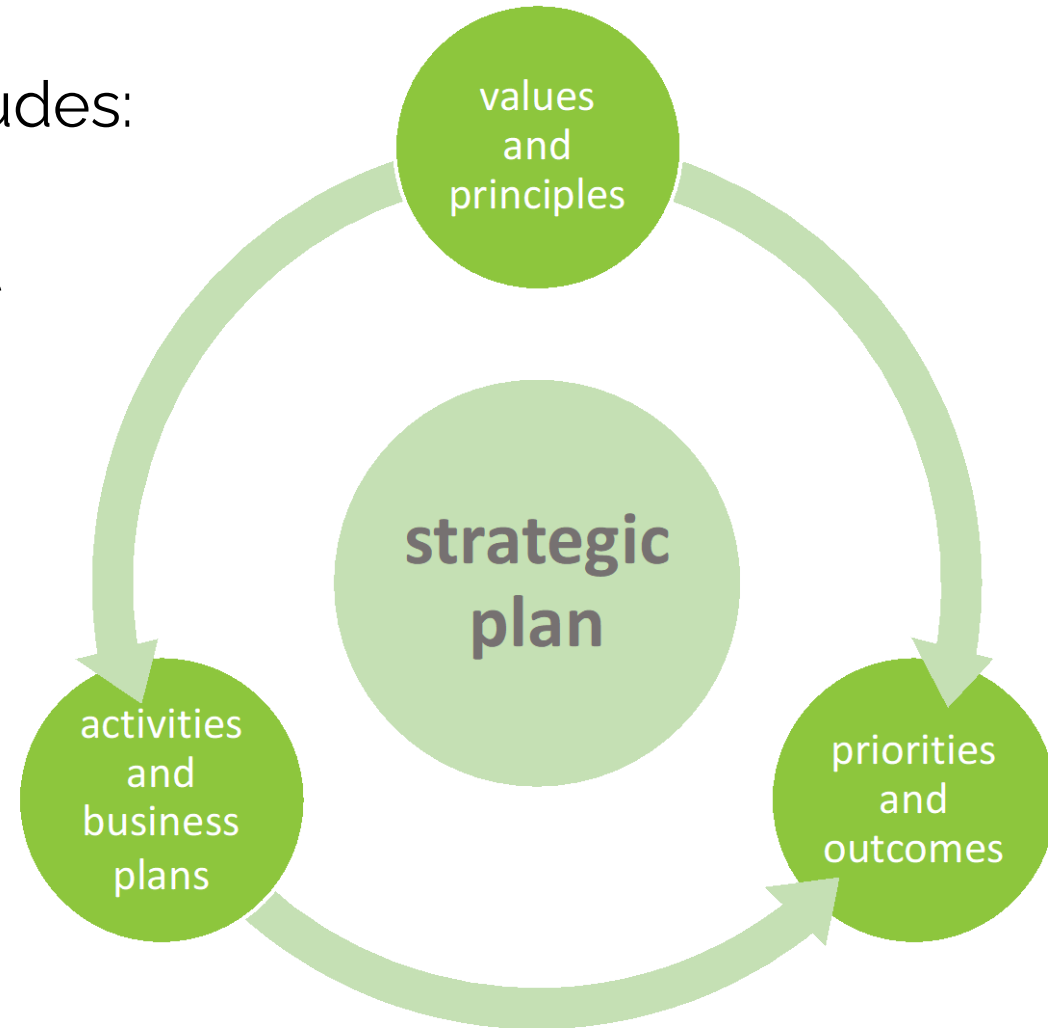 udes:
values
and
principles
strategic
plan
activities
and
business
plans
priorities
and
outcomes